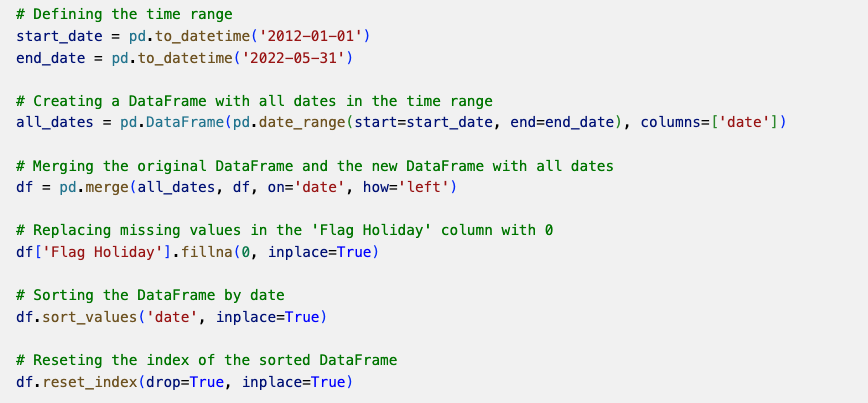 # Defining the time range
start_date = pd.to_datetime('2012-01-01')
end_date = pd.to_datetime('2022-05-31')
# Creating a DataFrame with all dates in the time range
all_dates = pd.DataFrame(pd.date_range(start=start_date, end=end_date), columns=['date'])
# Merging the original DataFrame and the new DataFrame with all dates
df = pd.merge(all_dates, df, on='date', how='left')
# Replacing missing values in the 'Flag Holiday' column with 0
df['Flag Holiday'].fillna(0, inplace=True)
# Sorting the DataFrame by date
df.sort_values('date', inplace=True)
# Reseting the index of the sorted DataFrame
df.reset_index(drop=True, inplace=True)